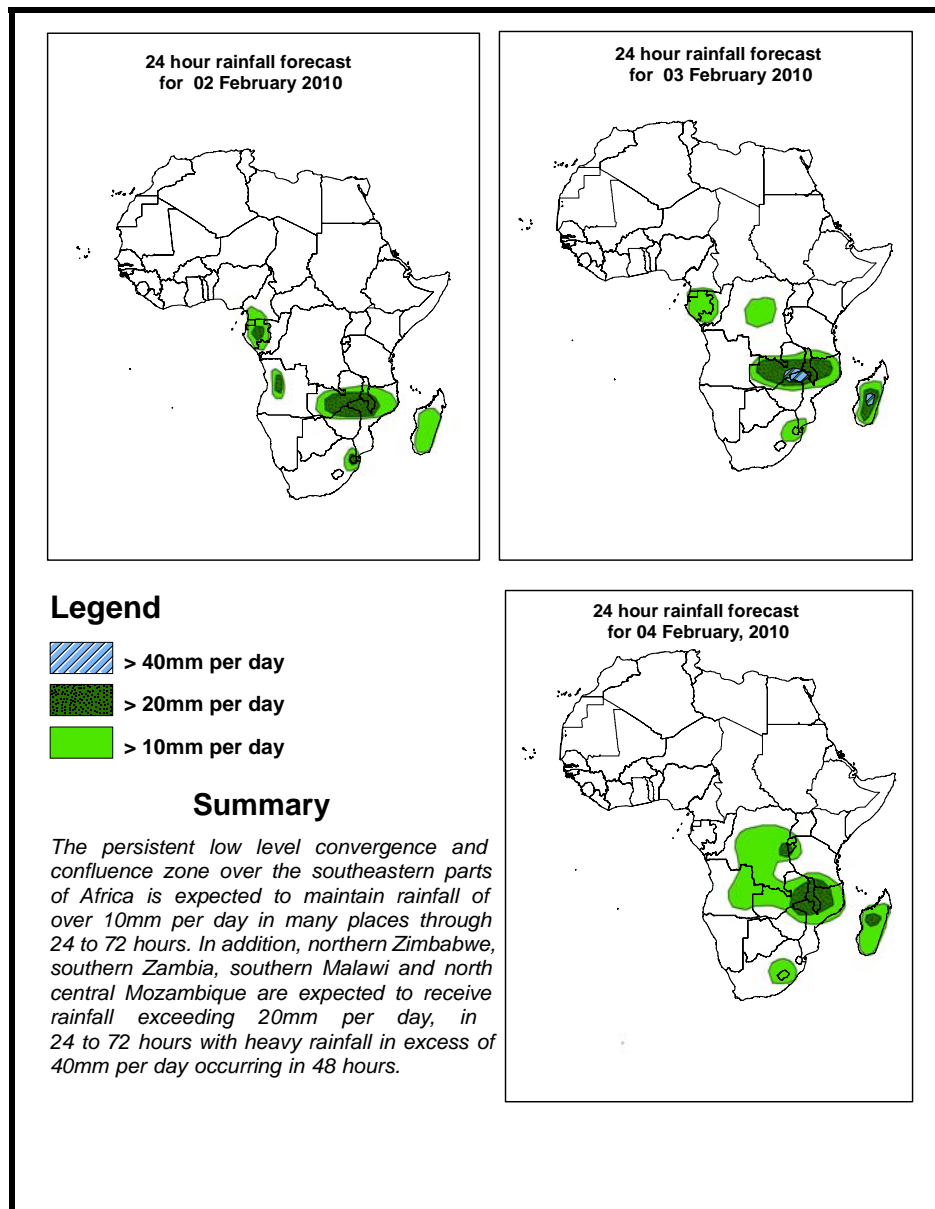 24 hour rainfall forecast
for 02 February 2010
24 hour rainfall forecast
for 03 February 2010
Legend
> 40mm per day
> 20mm per day
> 10mm per day
Summary
The persistent low level convergence and
confluence zone over the southeastern parts
of Africa is expected to maintain rainfall of
over 10mm per day in many places through
24 to 72 hours. In addition, northern Zimbabwe,
southern Zambia, southern Malawi and north
central Mozambique are expected to receive
rainfall exceeding 20mm per day, in
24 to 72 hours with heavy rainfall in excess of
40mm per day occurring in 48 hours.
24 hour rainfall forecast
for 04 February, 2010